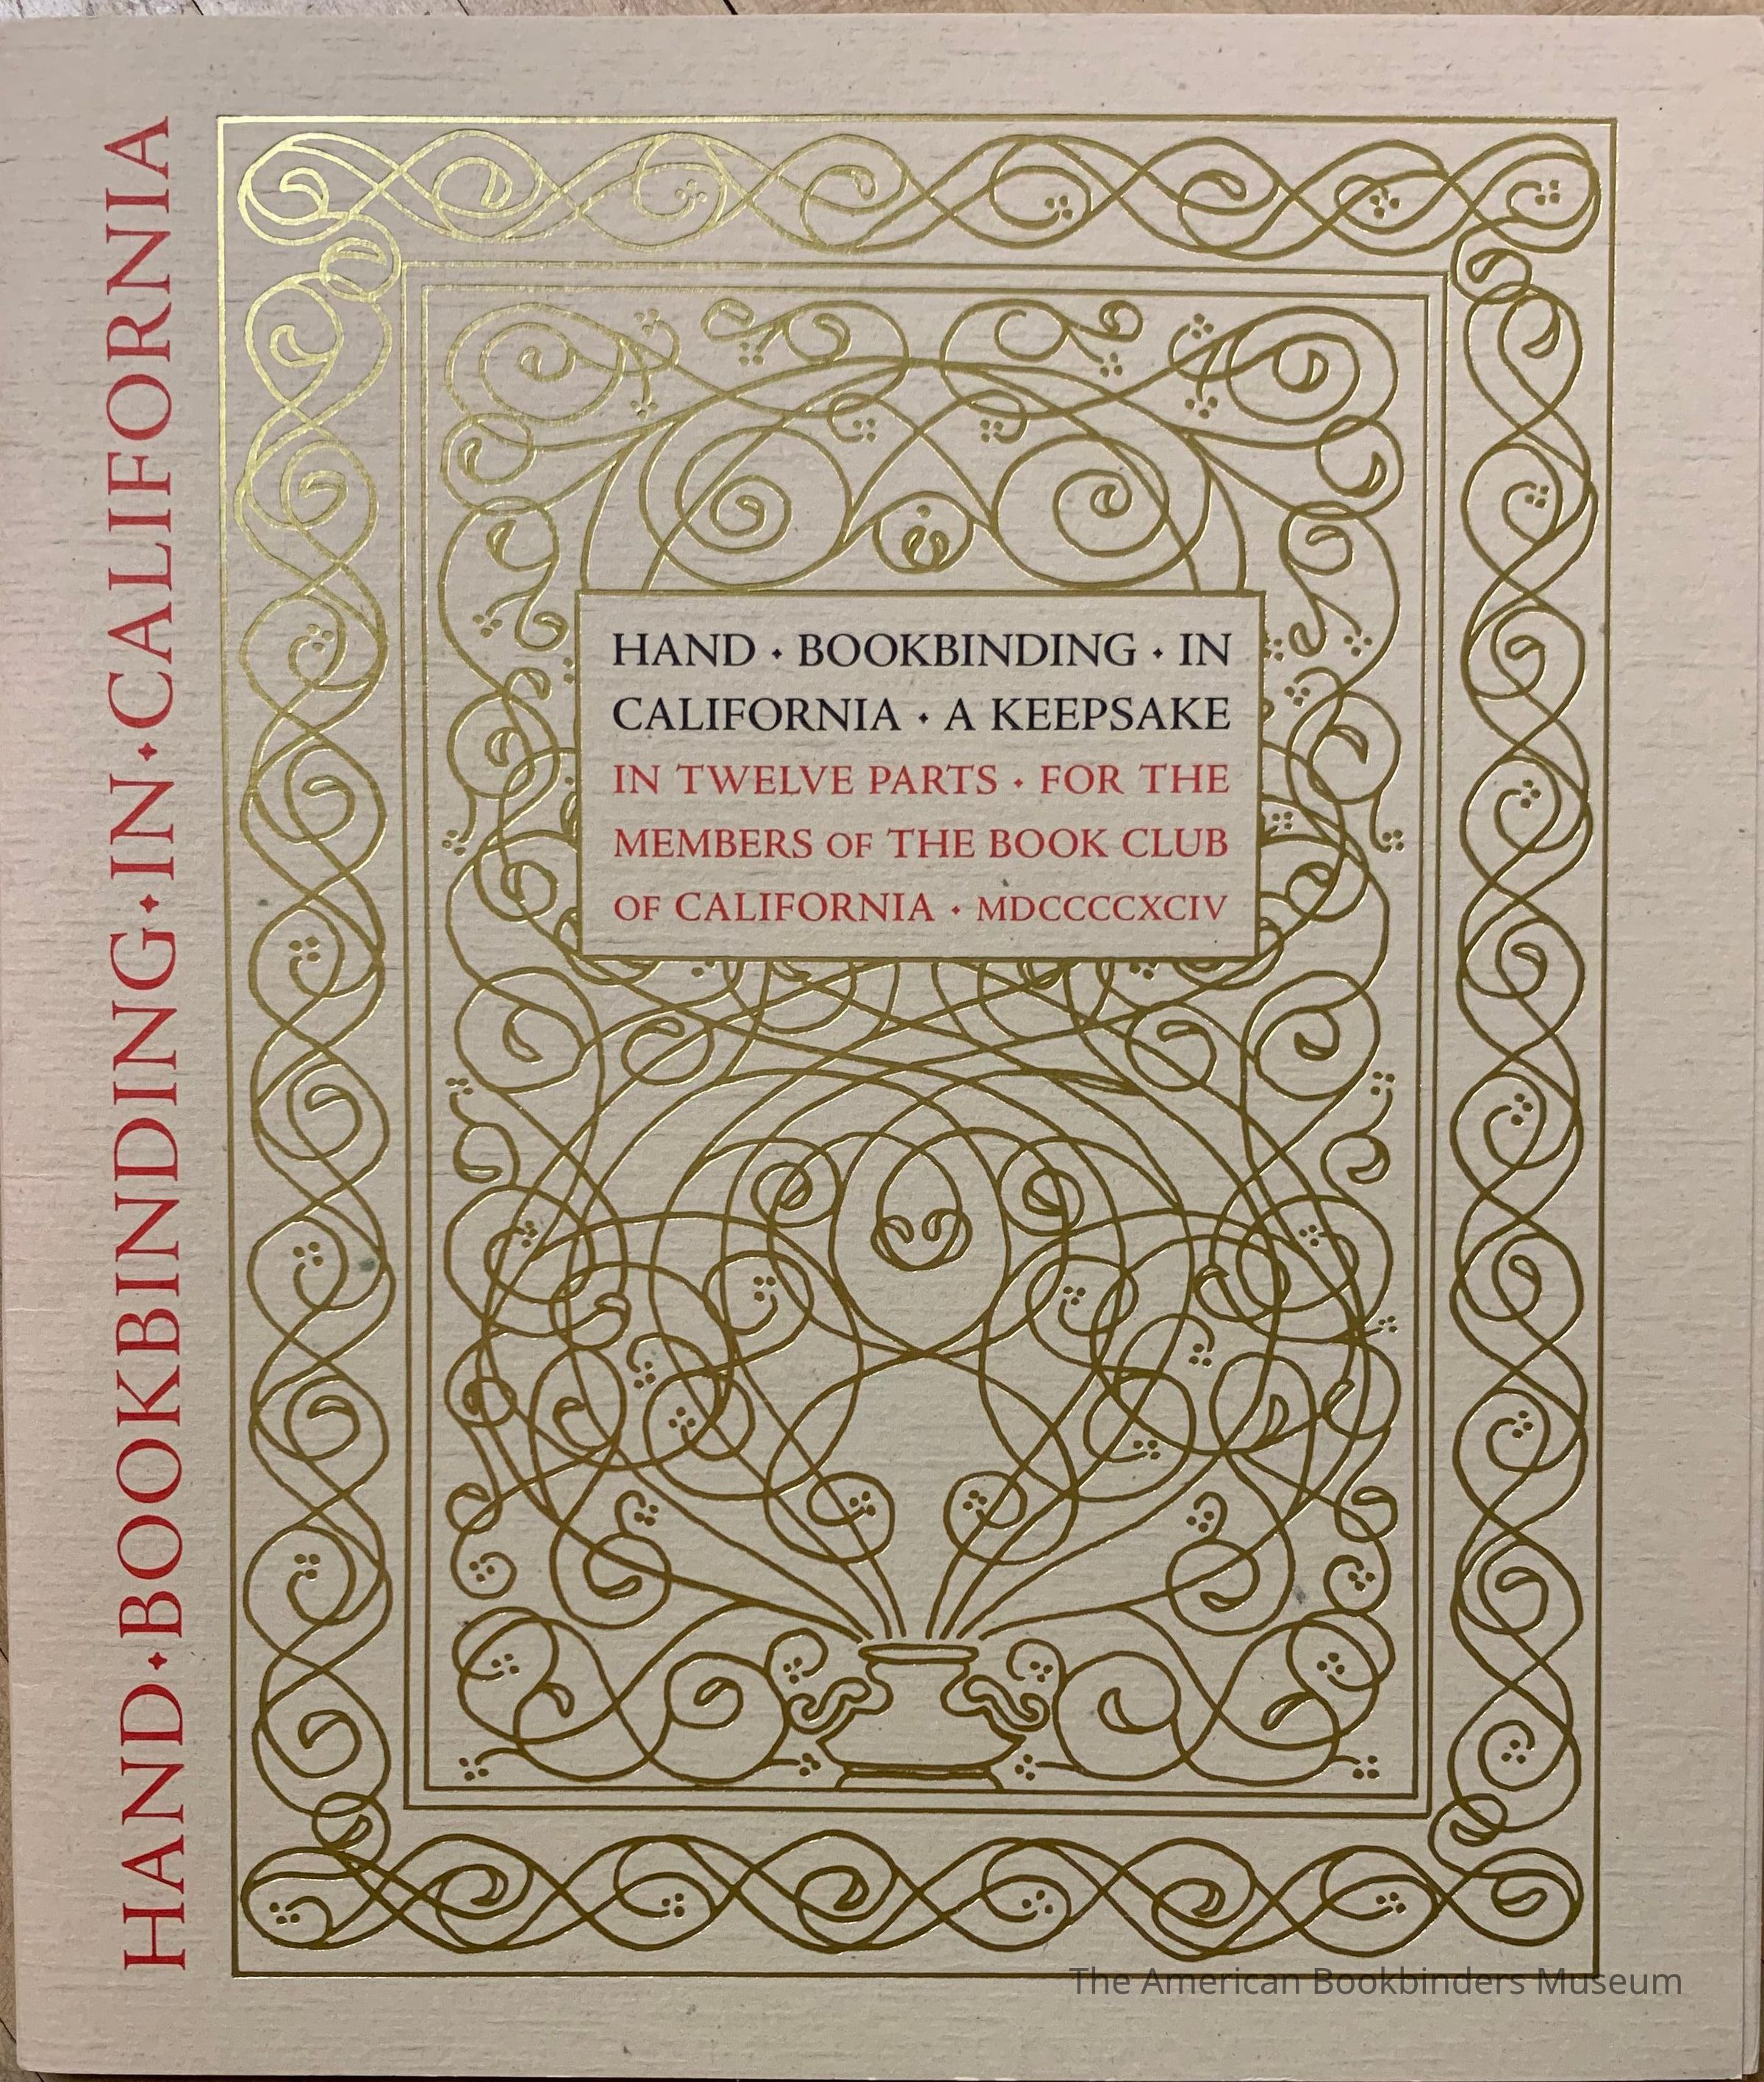 HAND · BOOKBINDING · IN · CALIFORNIA
HAND · BOOKBINDING · IN
CALIFORNIA · A KEEPSAKE
IN TWELVE PARTS · FOR THE
MEMBERS OF THE BOOK CLUB
OF CALIFORNIA · MDCCCCXCIV
The American Bookbinders Museum